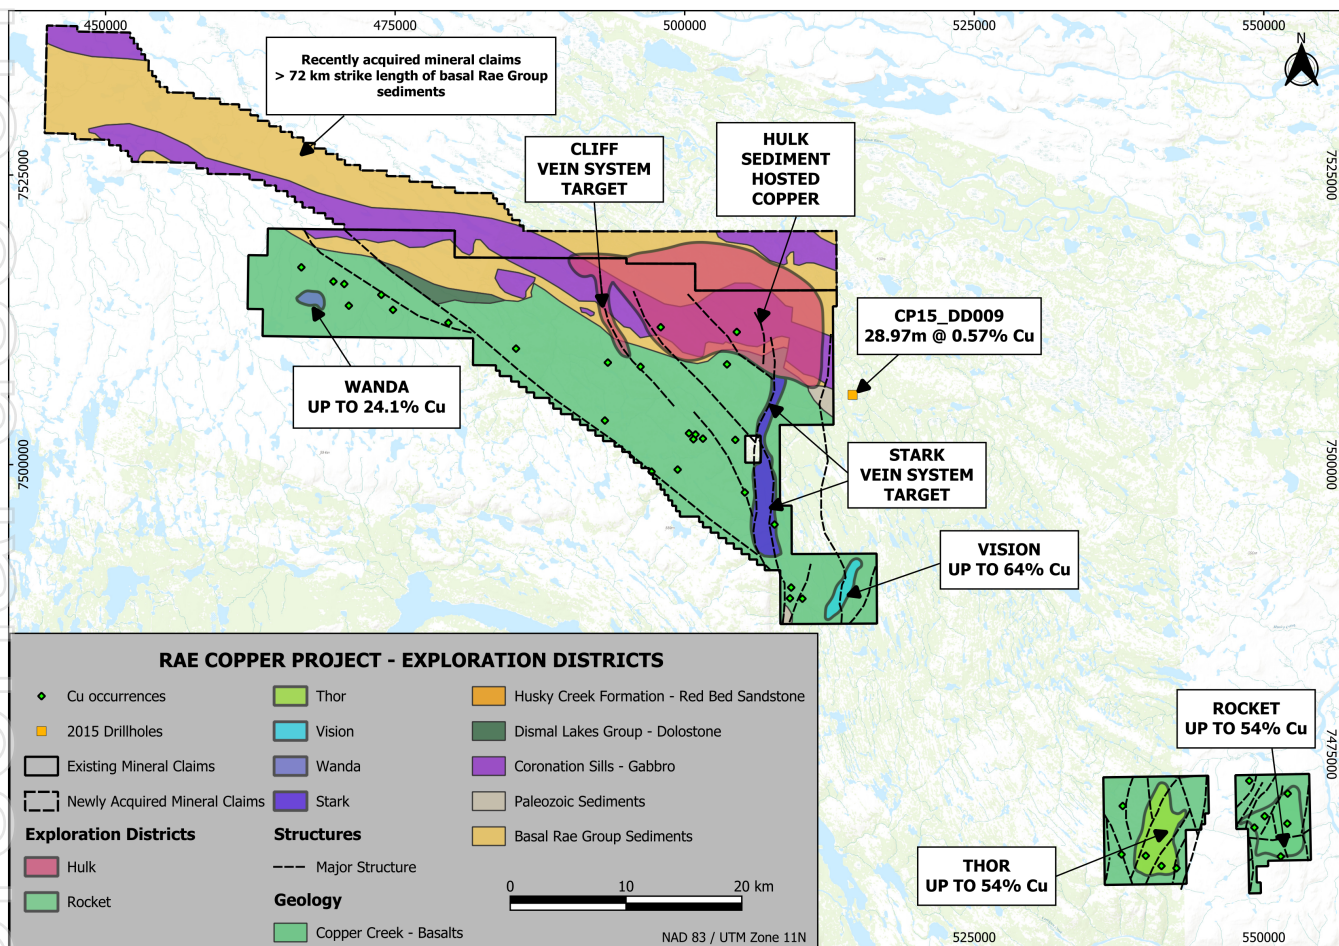 450000
475000
500000
525000
550000
N
Recently acquired mineral claims
> 72 km strike length of basal Rae Group
sediments
CLIFF
VEIN SYSTEM
TARGET
HULK
SEDIMENT
HOSTED
COPPER
7525000
7525000
CP15_DD009
28.97m @ 0.57% Cu
WANDA
UP TO 24.1% Cu
STARK
VEIN SYSTEM
TARGET
7500000
7500000
VISION
UP TO 64% Cu
ROCKET
UP TO 54% Cu
7475000
THOR
UP TO 54% Cu
RAE COPPER PROJECT - EXPLORATION DISTRICTS
Cu occurrences
2015 Drillholes
Existing Mineral Claims
Newly Acquired Mineral Claims
Exploration Districts
Hulk
Rocket
Thor
Vision
Wanda
Stark
Structures
Major Structure
Geology
Copper Creek - Basalts
Husky Creek Formation - Red Bed Sandstone
Dismal Lakes Group - Dolostone
Coronation Sills - Gabbro
Paleozoic Sediments
Basal Rae Group Sediments
0 10 20 km
NAD 83 / UTM Zone 11N
525000
550000